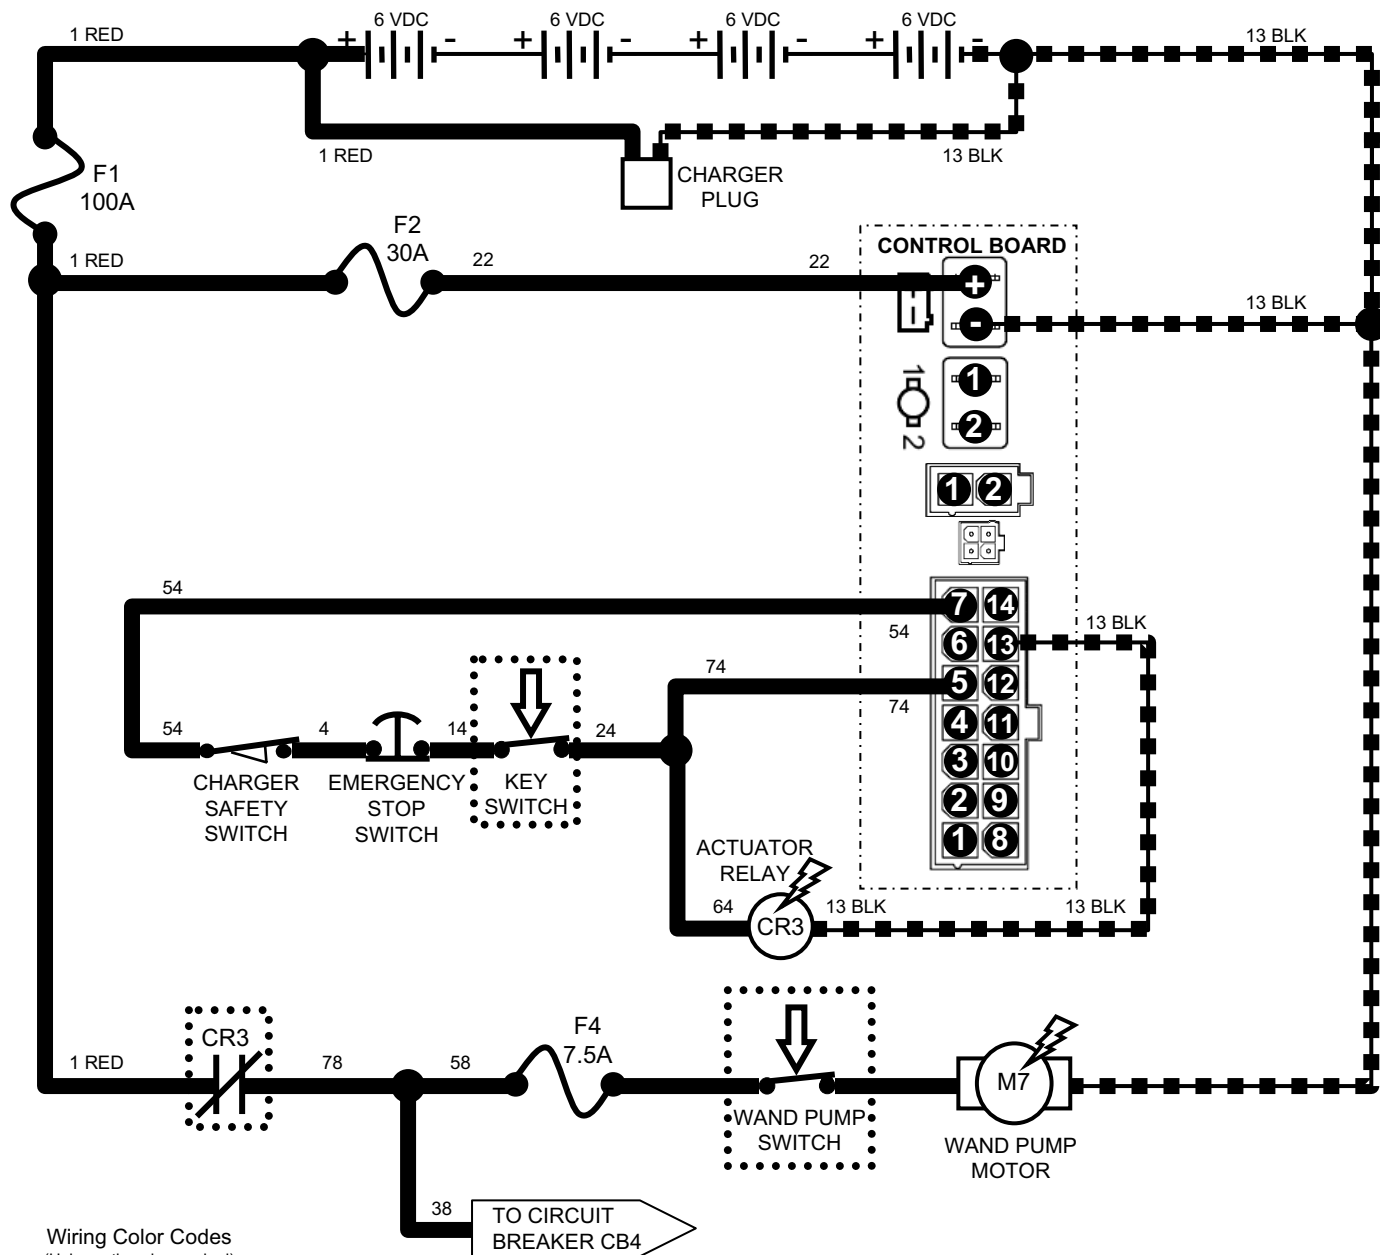 6 VDC 6 VDC 6 VDC 6 VDC
1 RED + - + - + - + - 13 BLK
1 RED 13 BLK
CHARGER
PLUG
F1
100A
F2
30A
1 RED 22 22
CONTROL BOARD
+
-
13 BLK
1
2
1
2
1 2
54
7 14
54
6 13
13 BLK
74
5 12
74
4 11
3 10
2 9
1 8
54 4 14 24
CHARGER
SAFETY
SWITCH
EMERGENCY
STOP
SWITCH
KEY
SWITCH
ACTUATOR
RELAY
64 CR3 13 BLK 13 BLK
CR3
1 RED 78 58
F4
7.5A
WAND PUMP
SWITCH
M7
WAND PUMP
MOTOR
38
TO CIRCUIT
BREAKER CB4
Wiring Color Codes